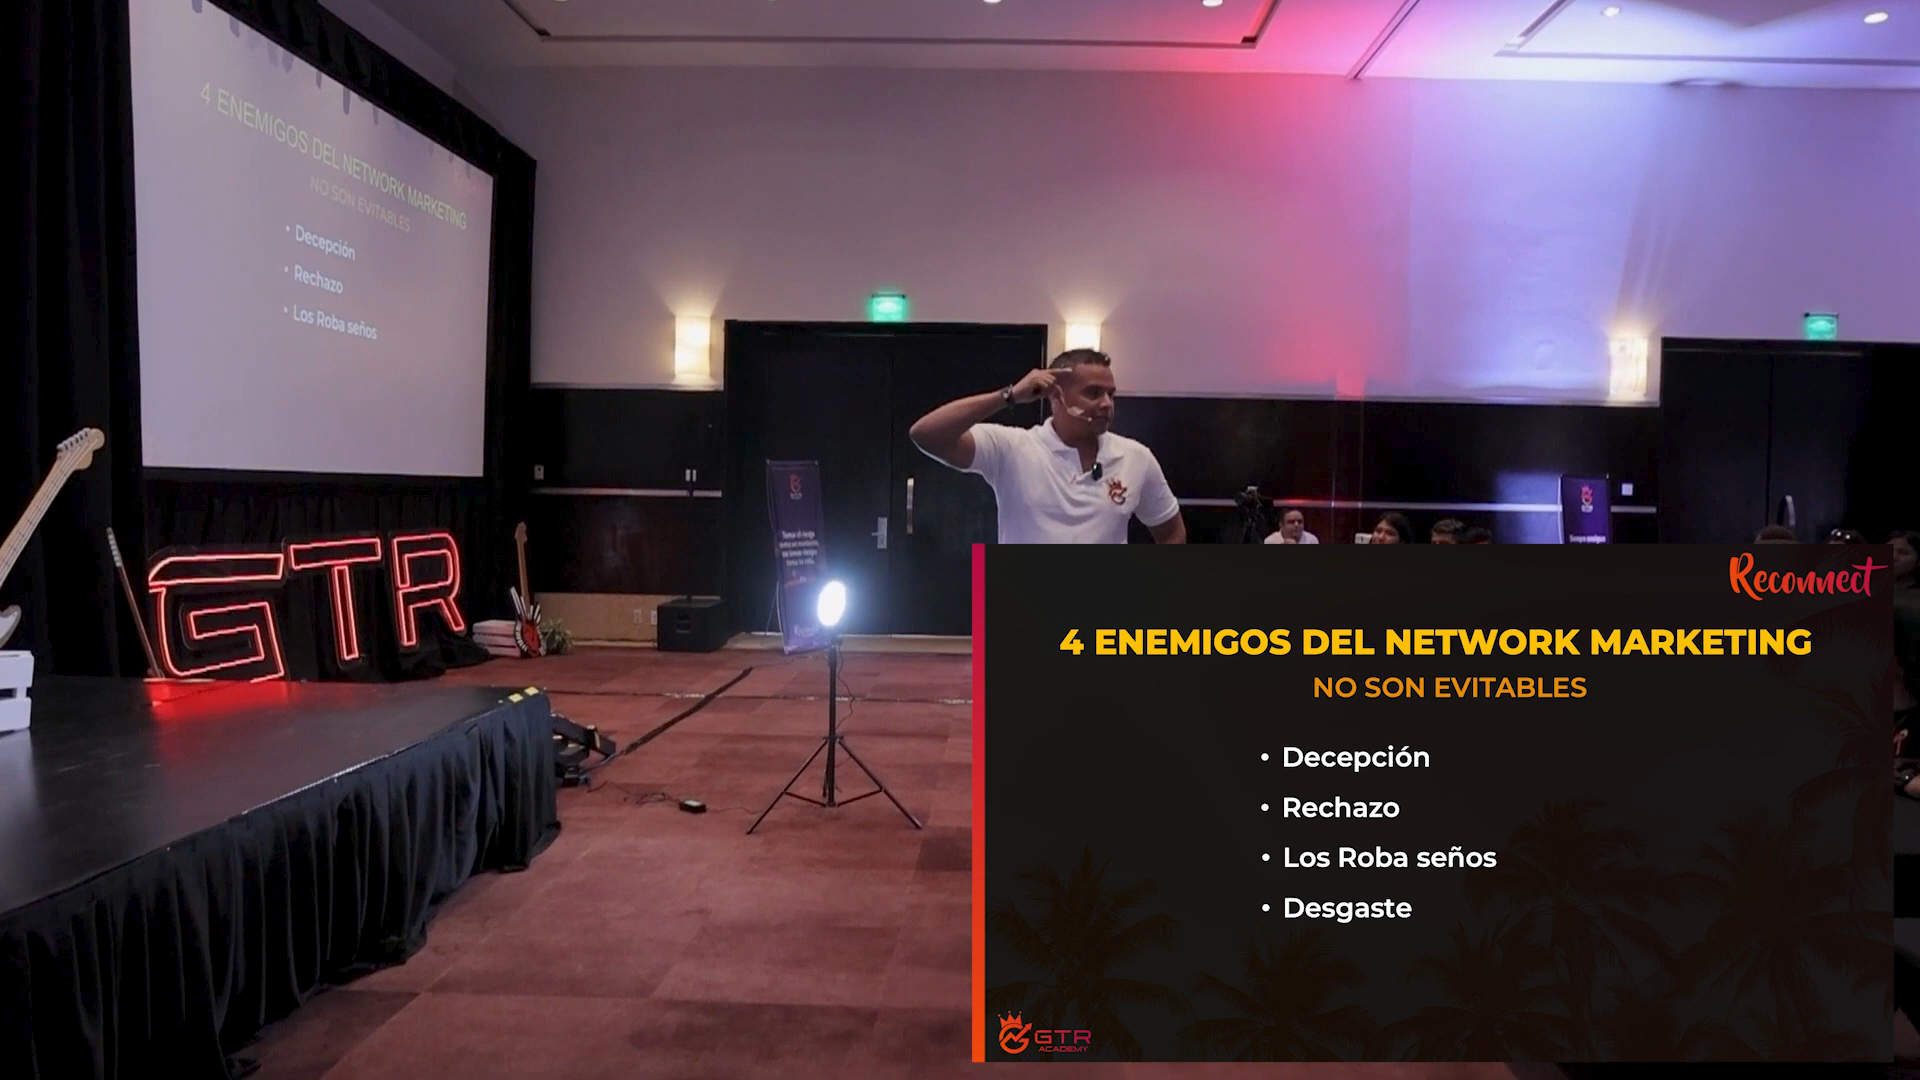 4 ENEMIGOS DEL NETWORK MARKETING
NO SON EVITABLES
• Decepción
• Rechazo
• Los Roba seños
GTR
Reconnect
4 ENEMIGOS DEL NETWORK MARKETING
NO SON EVITABLES
• Decepción
• Rechazo
• Los Roba seños
• Desgaste
GTR
ACADEMY